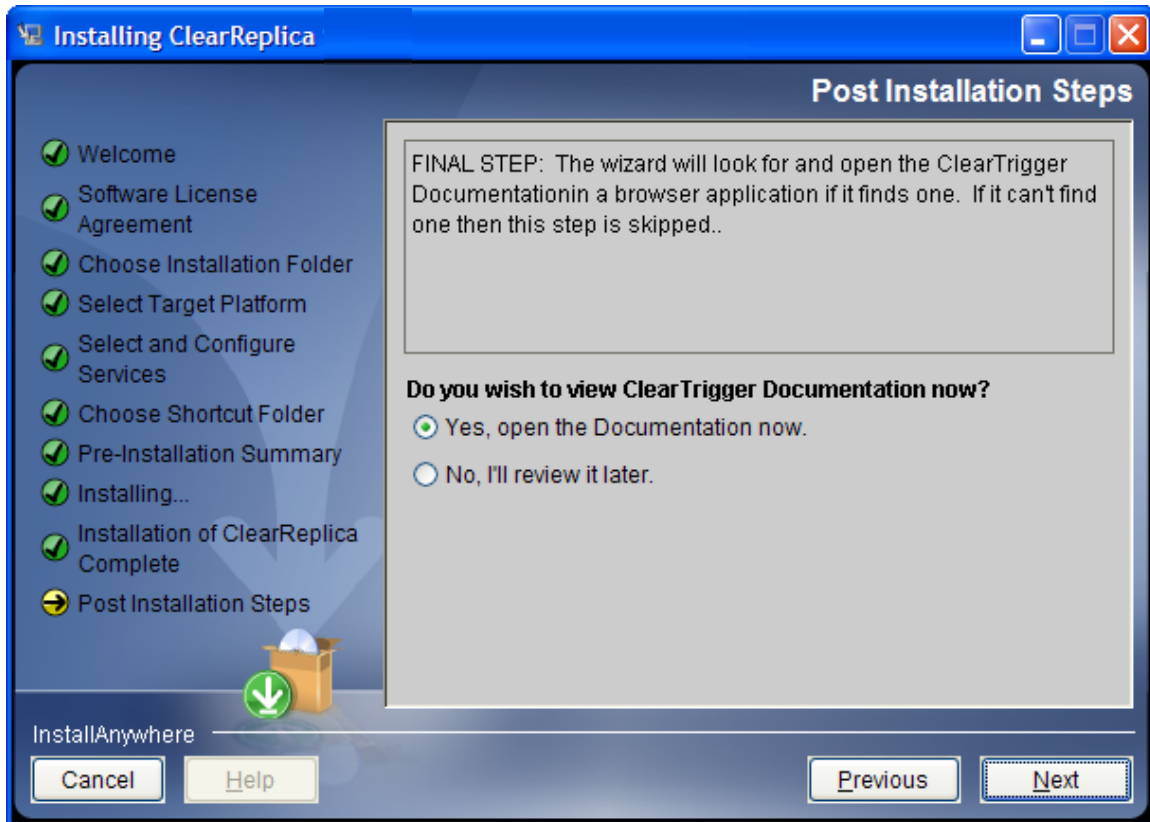 Installing ClearReplica
Post Installation Steps
Welcome
Software License
Agreement
Choose Installation Folder
Select Target Platform
Select and Configure
Services
Choose Shortcut Folder
Pre-Installation Summary
Installing...
Installation of ClearReplica
Complete
Post Installation Steps
FINAL STEP:  The wizard will look for and open the ClearTrigger
Documentationin a browser application if it finds one.  If it can't find
one then this step is skipped..
Do you wish to view ClearTrigger Documentation now?
Yes, open the Documentation now.
No, I'll review it later.
InstallAnywhere
Cancel
Help
Previous
Next